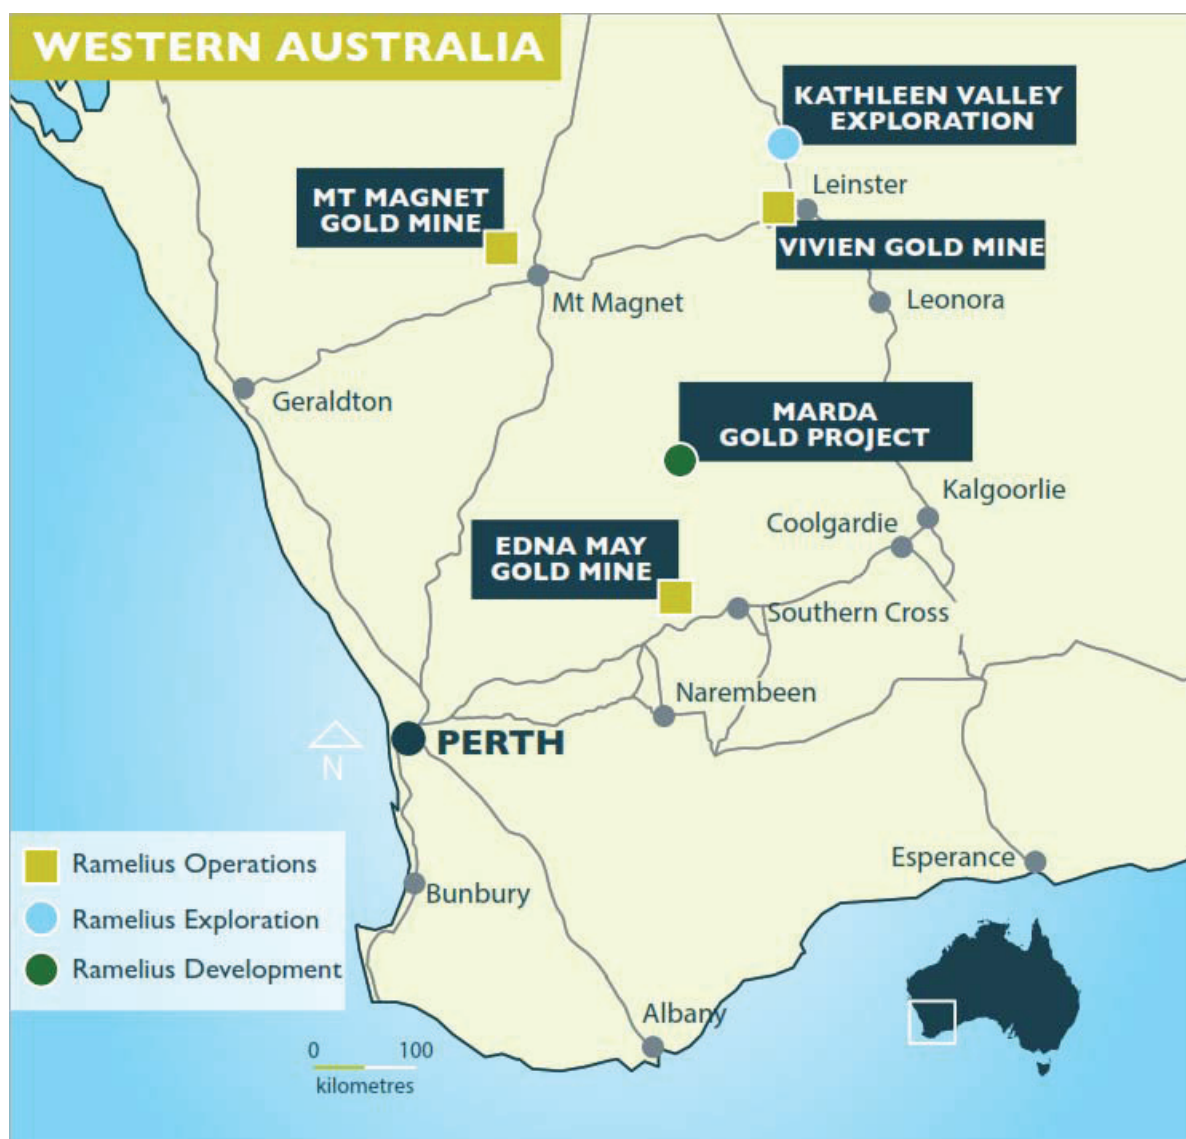 WESTERN AUSTRALIA
KATHLEEN VALLEY
EXPLORATION
MT MAGNET
GOLD MINE
Leinster
VIVIEN GOLD MINE
Mt Magnet
Leonora
Geraldton
MARDA
GOLD PROJECT
Kalgoorlie
Coolgardie
EDNA MAY
GOLD MINE
Southern Cross
Narembeen
PERTH
N
Ramelius Operations
Esperance
Bunbury
Ramelius Exploration
Ramelius Development
Albany
0 100
kilometres